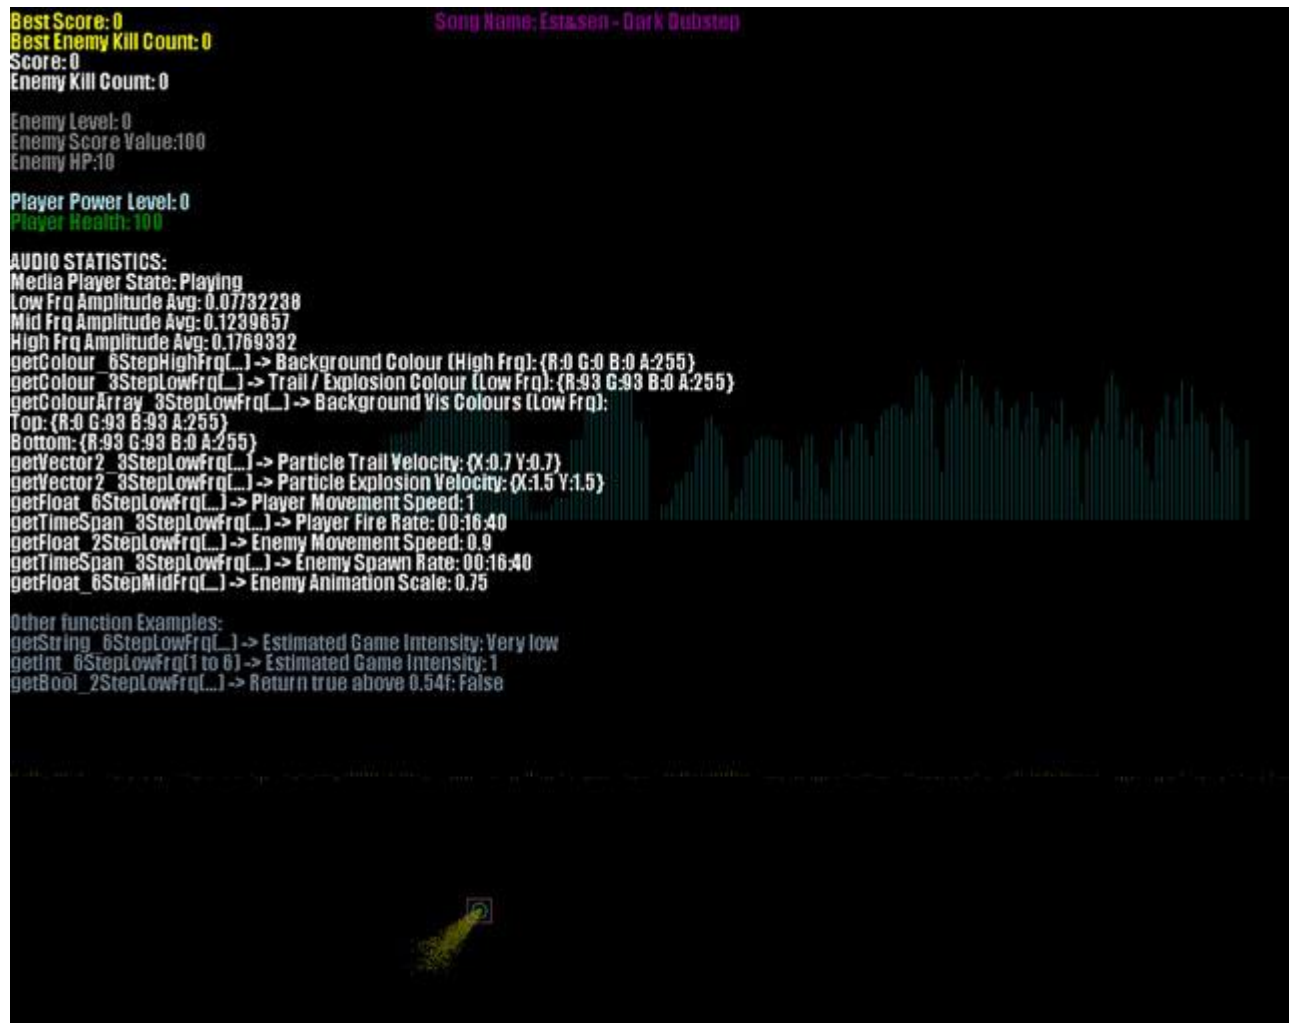 Best Score: 0
Song Name: Est&sen - Dark Dubstep
Best Enemy Kill Count: 0
Score: 0
Enemy Kill Count: 0
Enemy Level: 0
Enemy Score Value:100
Enemy HP:10
Player Power Level: 0
Player Health: 100
AUDIO STATISTICS:
Media Player State: Playing
Low Frq Amplitude Avg: 0.07732238
Mid Frq Amplitude Avg: 0.1239657
High Frq Amplitude Avg: 0.1769332
getColour_6StepHighFrq(...) -> Background Colour (High Frq): {R:0 G:0 B:0 A:255}
getColour_3StepLowFrq(...) -> Trail / Explosion Colour (Low Frq): {R:93 G:93 B:0 A:255}
getColourArray_3StepLowFrq(...) -> Background Vis Colours (Low Frq):
Top: {R:0 G:93 B:93 A:255}
Bottom: {R:93 G:93 B:0 A:255}
getVector2_3StepLowFrq(...) -> Particle Trail Velocity: {X:0.7 Y:0.7}
getVector2_3StepLowFrq(...) -> Particle Explosion Velocity: {X:1.5 Y:1.5}
getFloat_6StepLowFrq(...) -> Player Movement Speed: 1
getTimeSpan_3StepLowFrq(...) -> Player Fire Rate: 00:16:40
getFloat_2StepLowFrq(...) -> Enemy Movement Speed: 0.9
getTimeSpan_3StepLowFrq(...) -> Enemy Spawn Rate: 00:16:40
getFloat_6StepMidFrq(...) -> Enemy Animation Scale: 0.75
Other function Examples:
getString_6StepLowFrq(...) -> Estimated Game Intensity: Very low
getInt_6StepLowFrq(1 to 6) -> Estimated Game Intensity: 1
getBool_2StepLowFrq(...) -> Return true above 0.54f: False